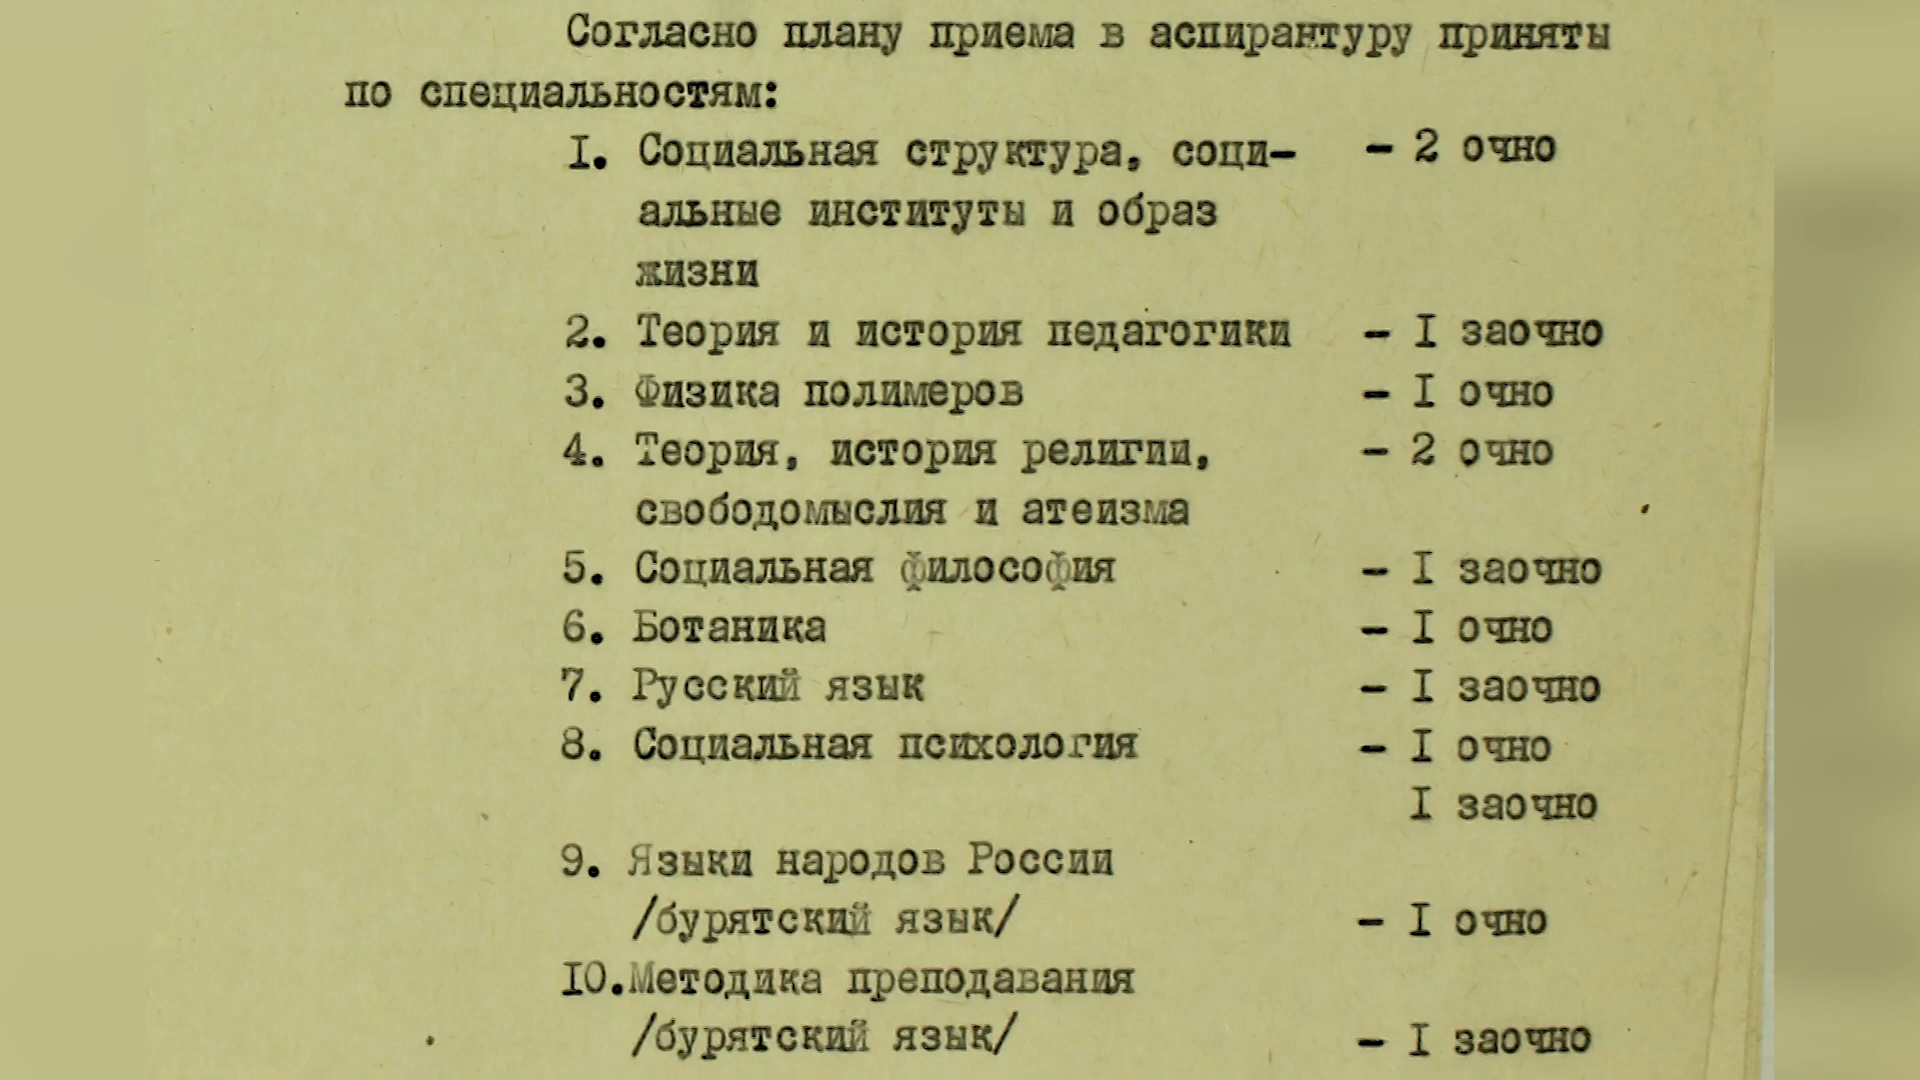 Согласно плану приема в аспирантуру приняты
по специальностям:
I. Социальная структура, соци- - 2 очно
альные институты и образ
жизни
2. Теория и история педагогики - I заочно
3. Физика полимеров - I очно
4. Теория, история религии, - 2 очно
свободомыслия и атеизма
5. Социальная философия - I заочно
6. Ботаника - I очно
7. Русский язык - I заочно
8. Социальная психология - I очно
I заочно
9. Языки народов России
/бурятский язык/ - I очно
IO. Методика преподавания
/бурятский язык/ - I заочно